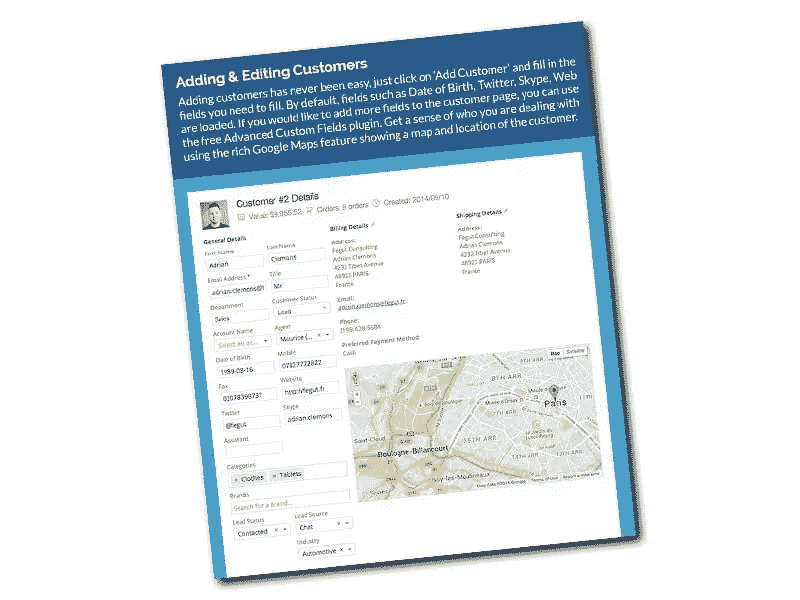 Adding & Editing Customers
Adding customers has never been easy, just click on 'Add Customer' and fill in the
fields you need to fill. By default, fields such as Date of Birth, Twitter, Skype, Web
are loaded. If you would like to add more fields to the customer page, you can use
the free Advanced Custom Fields plugin. Get a sense of who you are dealing with
using the rich Google Maps feature showing a map and location of the customer.
Customer #2 Details
Value: $9,955.52 Orders: 9 orders Created: 2014/09/10
General Details
First Name Last Name
Adrian Clemons
Email Address * Title
adrian.clemons@f Mr
Department Customer Status
Sales Lead
Account Name Agent
Select an ac... Maurice (... ×
Date of Birth Mobile
1989-08-16 07937772822
Fax Website
http://fegut.fr
Twitter Skype
@fegut adrian.clemons
Assistant
Categories
× Clothes × Tablets
Brands
Search for a Brand...
Lead Status Lead Source
Contacted × Chat ×
Industry
Automotive ×
Billing Details
Address:
Fegut Consulting
Adrian Clemons
4232 Tibet Avenue
48922 PARIS
France
Email:
adrian.clemons@fegut.fr
Phone:
Preferred Payment Method:
Cash
Shipping Details
Address:
Fegut Consulting
Adrian Clemons
4232 Tibet Avenue
48922 PARIS
France
Map Satellite
8TH ARR.
Paris
7TH ARR.
Musée d'Orsay
Saint-Cloud
Boulogne-Billancourt
15TH ARR.
14TH ARR.
13TH ARR.
Issy-les-Moulineaux
Sèvres
Map data ©2015 Google Terms of Use Report a map error